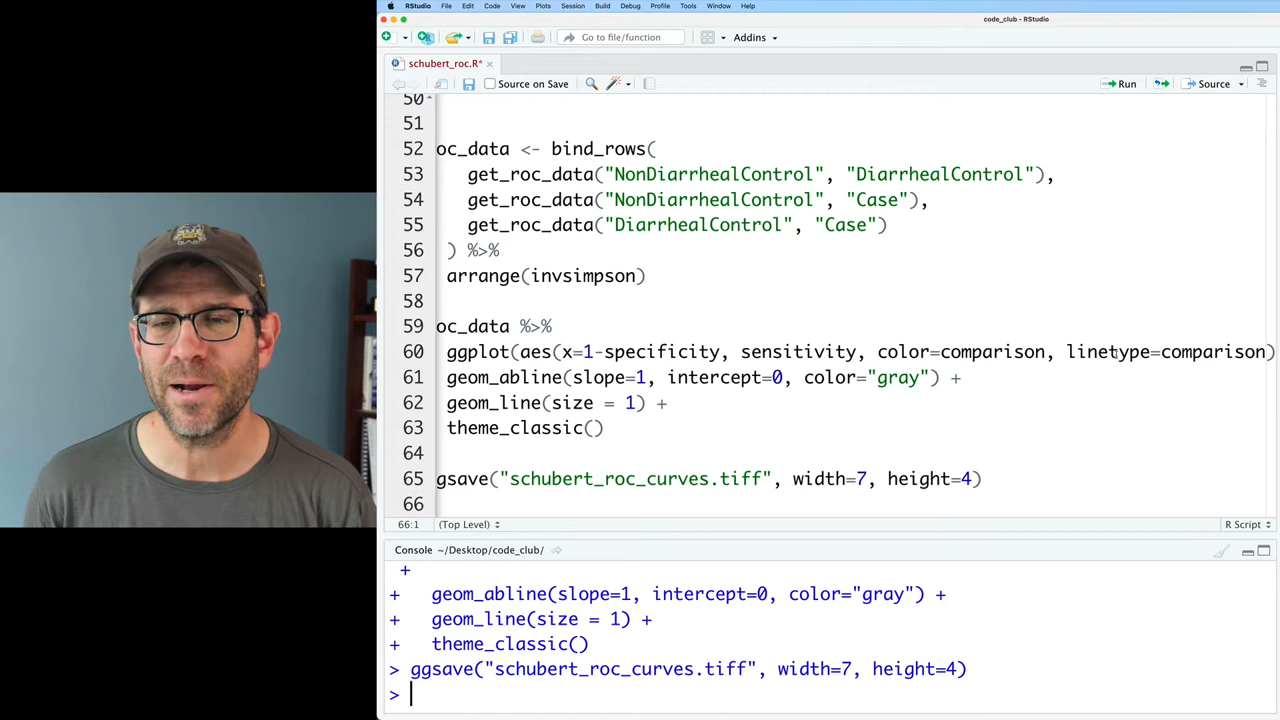 RStudio File Edit Code View Plots Session Build Debug Profile Tools Window Help
code_club - RStudio
Go to file/function Addins
schubert_roc.R*
Source on Save Run Source
50
51
52 oc_data <- bind_rows(
53 get_roc_data("NonDiarrhealControl", "DiarrhealControl"),
54 get_roc_data("NonDiarrhealControl", "Case"),
55 get_roc_data("DiarrhealControl", "Case")
56 ) %>%
57 arrange(invsimpson)
58
59 oc_data %>%
60 ggplot(aes(x=1-specificity, sensitivity, color=comparison, linetype=comparison)
61 geom_abline(slope=1, intercept=0, color="gray") +
62 geom_line(size = 1) +
63 theme_classic()
64
65 gsave("schubert_roc_curves.tiff", width=7, height=4)
66
66:1 (Top Level) R Script
Console ~/Desktop/code_club/
+
+ geom_abline(slope=1, intercept=0, color="gray") +
+ geom_line(size = 1) +
+ theme_classic()
> ggsave("schubert_roc_curves.tiff", width=7, height=4)
>